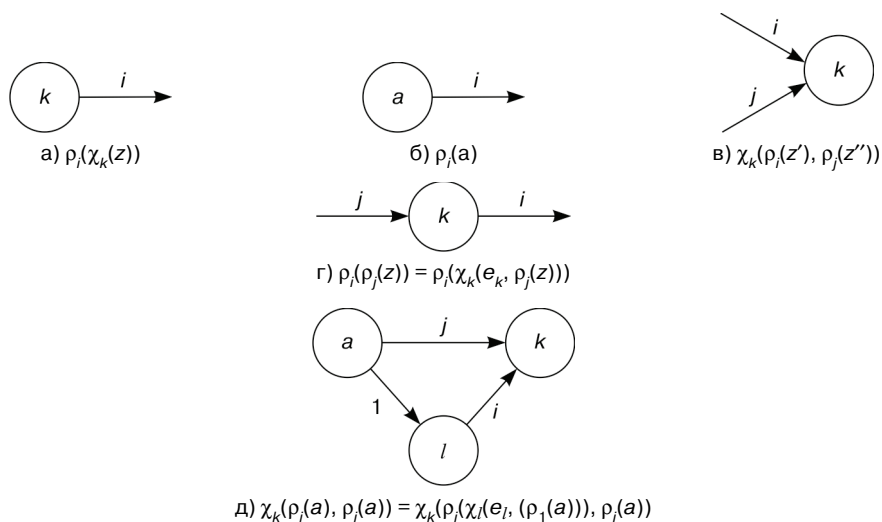 k
i
a
i
i
j
k
а) ρᵢ(χₖ(z))
б) ρᵢ(a)
в) χₖ(ρᵢ(z′), ρⱼ(z″))
j
k
i
г) ρᵢ(ρⱼ(z)) = ρᵢ(χₖ(eₖ, ρⱼ(z)))
a
j
k
1
i
l
д) χₖ(ρᵢ(a), ρⱼ(a)) = χₖ(ρᵢ(χₗ(eₗ, (ρ₁(a))), ρⱼ(a))